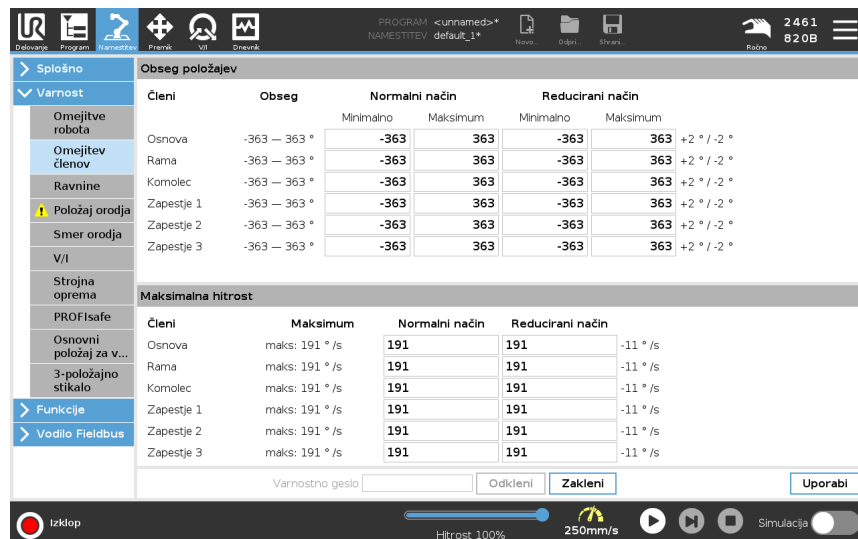 PROGRAM <unnamed>*
NAMESTITEV default_1*
Delovanje Program Namestitev Premik V/I Dnevnik Novo... Odpri... Shrani... Ročno
2461
820B
Splošno
Varnost
Omejitve
robota
Omejitev
členov
Ravnine
Položaj orodja
Smer orodja
V/I
Strojna
oprema
PROFIsafe
Osnovni
položaj za v...
3-položajno
stikalo
Funkcije
Vodilo Fieldbus
Obseg položajev
Členi Obseg Normalni način Reducirani način
Minimalno Maksimum Minimalno Maksimum
Osnova -363 — 363 ° -363 363 -363 363 +2 ° / -2 °
Rama -363 — 363 ° -363 363 -363 363 +2 ° / -2 °
Komolec -363 — 363 ° -363 363 -363 363 +2 ° / -2 °
Zapestje 1 -363 — 363 ° -363 363 -363 363 +2 ° / -2 °
Zapestje 2 -363 — 363 ° -363 363 -363 363 +2 ° / -2 °
Zapestje 3 -363 — 363 ° -363 363 -363 363 +2 ° / -2 °
Maksimalna hitrost
Členi Maksimum Normalni način Reducirani način
Osnova maks: 191 ° /s 191 191 -11 ° /s
Rama maks: 191 ° /s 191 191 -11 ° /s
Komolec maks: 191 ° /s 191 191 -11 ° /s
Zapestje 1 maks: 191 ° /s 191 191 -11 ° /s
Zapestje 2 maks: 191 ° /s 191 191 -11 ° /s
Zapestje 3 maks: 191 ° /s 191 191 -11 ° /s
Varnostno geslo Odkleni Zakleni Uporabi
Izklop Hitrost 100% 250mm/s Simulacija